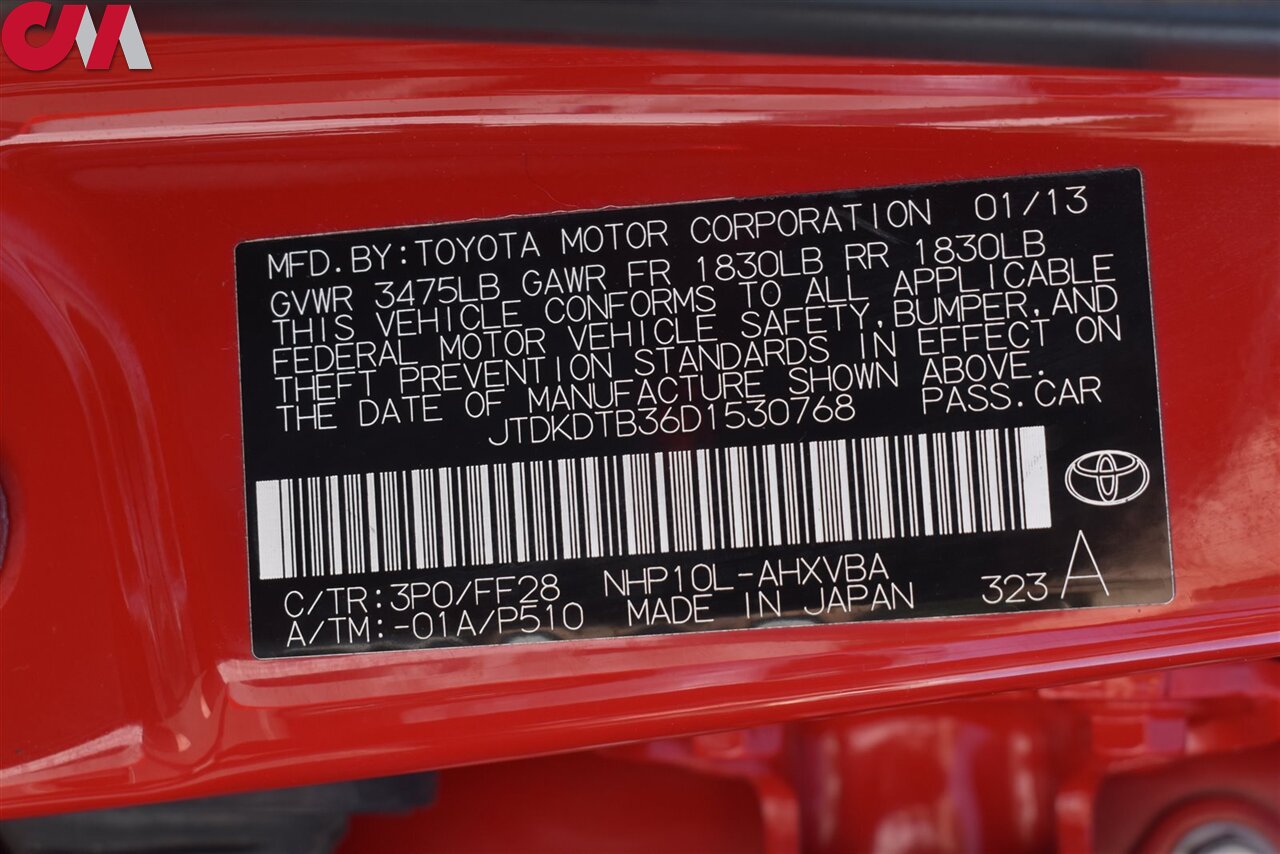 CM
MFD.BY:TOYOTA MOTOR CORPORATION 01/13
GVWR 3475LB GAWR FR 1830LB RR 1830LB
THIS VEHICLE CONFORMS TO ALL APPLICABLE
FEDERAL MOTOR VEHICLE SAFETY,BUMPER,AND
THEFT PREVENTION STANDARDS IN EFFECT ON
THE DATE OF MANUFACTURE SHOWN ABOVE.
JTDKDTB36D1530768 PASS.CAR
C/TR:3P0/FF28 NHP10L-AHXVBA
A/TM:-01A/P510 MADE IN JAPAN 323 A